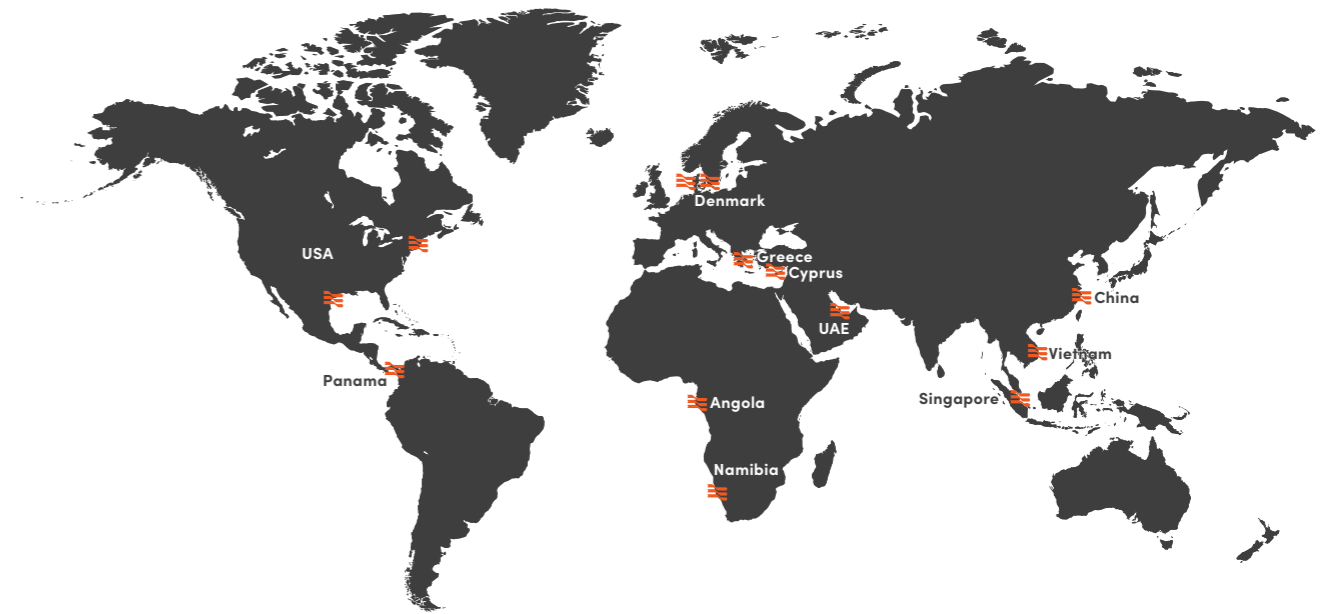 Denmark
USA
Greece
Cyprus
China
UAE
Vietnam
Panama
Singapore
Angola
Namibia